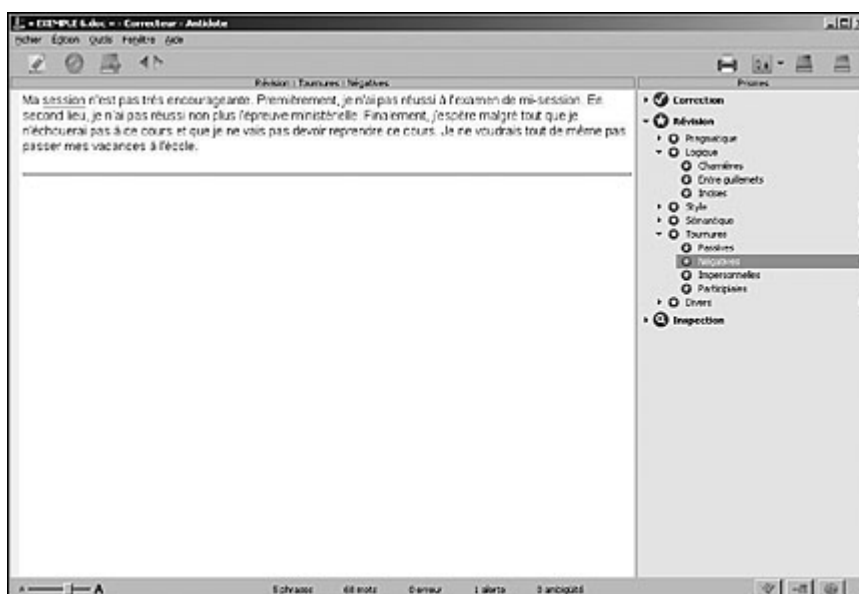 « EXEMPLE 6.doc » - Correcteur - Antidote
Fichier Édition Outils Fenêtre Aide
Révision : Tournures : Négatives
Prismes
Ma session n'est pas très encourageante. Premièrement, je n'ai pas réussi à l'examen de mi-session. En
second lieu, je n'ai pas réussi non plus l'épreuve ministérielle. Finalement, j'espère malgré tout que je
n'échouerai pas à ce cours et que je ne vais pas devoir reprendre ce cours. Je ne voudrais tout de même pas
passer mes vacances à l'école.
Correction
Révision
Pragmatique
Logique
Charnières
Entre guillemets
Incises
Style
Sémantique
Tournures
Passives
Négatives
Impersonnelles
Participiales
Divers
Inspection
A
5 phrases 68 mots 0 erreur 1 alerte 0 ambiguïté